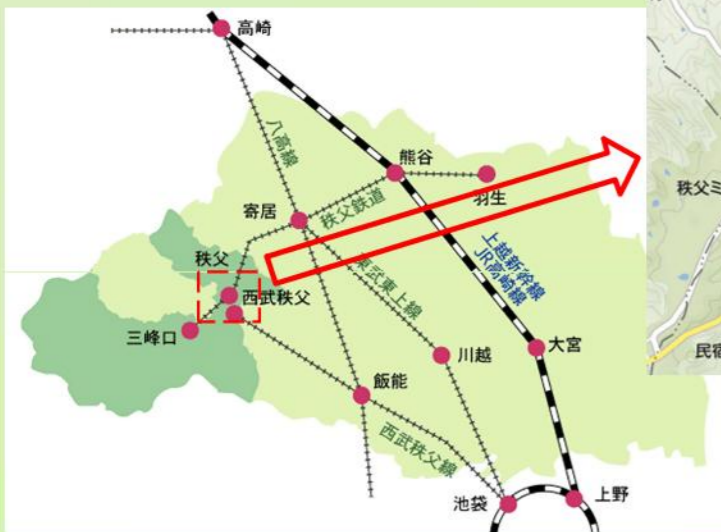 高崎
八高線
熊谷
羽生
秩父鉄道
寄居
上越新幹線
JR高崎線
東武東上線
秩父
西武秩父
三峰口
川越
大宮
飯能
西武秩父線
池袋
上野
秩父ミ
民宿